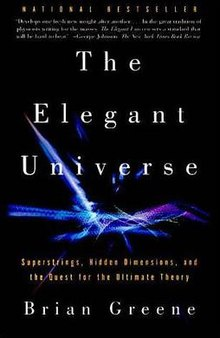 NATIONAL BESTSELLER
"Develops one fresh new insight after another. . . . In the great tradition of
physicists writing for the masses, The Elegant Universe sets a standard that
will be hard to beat." —George Johnson, The New York Times Book Review
The
Elegant
Universe
Superstrings, Hidden Dimensions, and
the Quest for the Ultimate Theory
Brian Greene